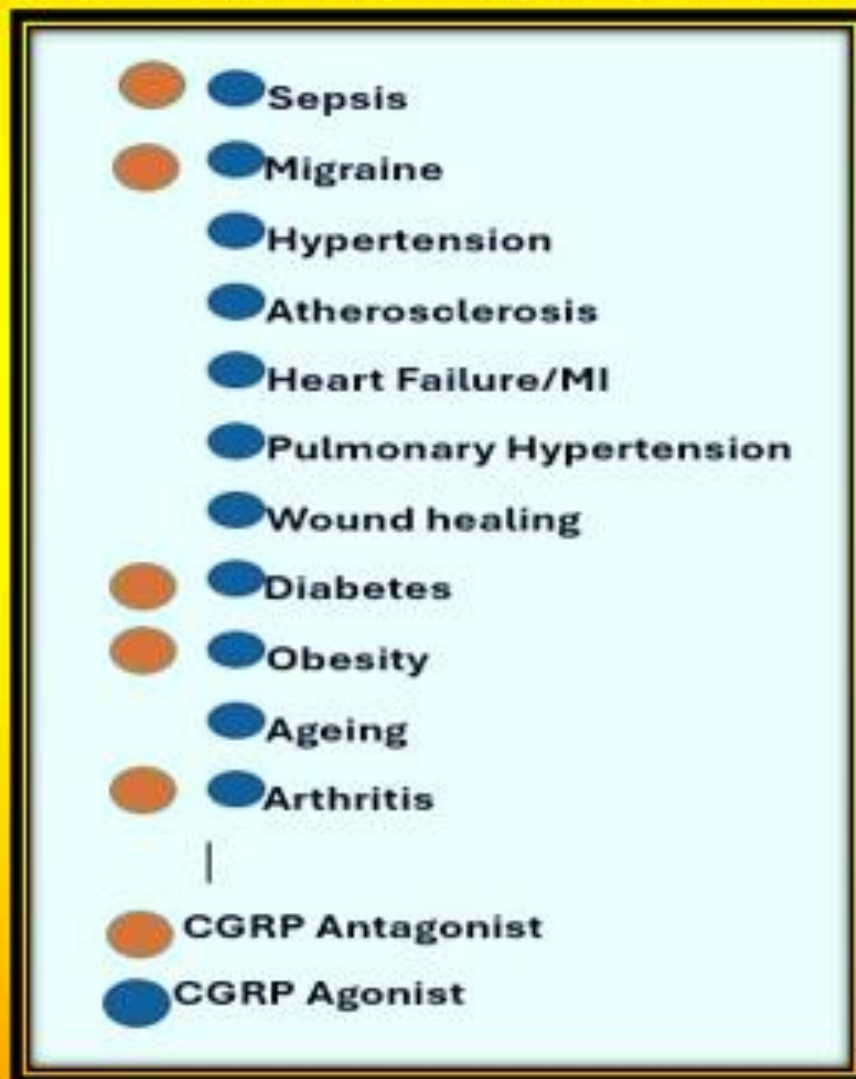 Sepsis
Migraine
Hypertension
Atherosclerosis
Heart Failure/MI
Pulmonary Hypertension
Wound healing
Diabetes
Obesity
Ageing
Arthritis
CGRP Antagonist
CGRP Agonist